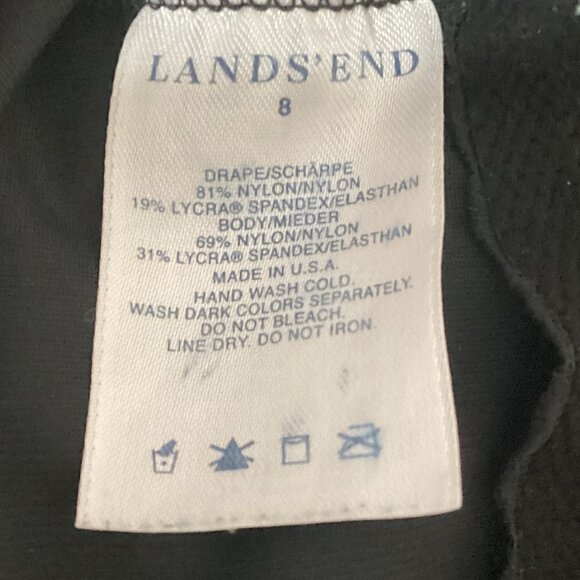 LANDS'END
8
DRAPE/SCHÄRPE
81% NYLON/NYLON
19% LYCRA® SPANDEX/ELASTHAN
BODY/MIEDER
69% NYLON/NYLON
31% LYCRA® SPANDEX/ELASTHAN
MADE IN U.S.A.
HAND WASH COLD.
WASH DARK COLORS SEPARATELY.
DO NOT BLEACH.
LINE DRY. DO NOT IRON.